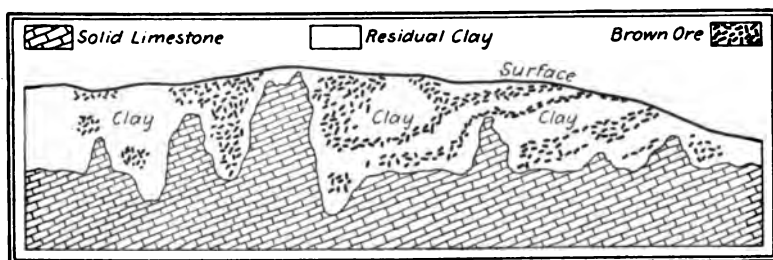 Solid Limestone
Residual Clay
Brown Ore
Surface
Clay
Clay
Clay